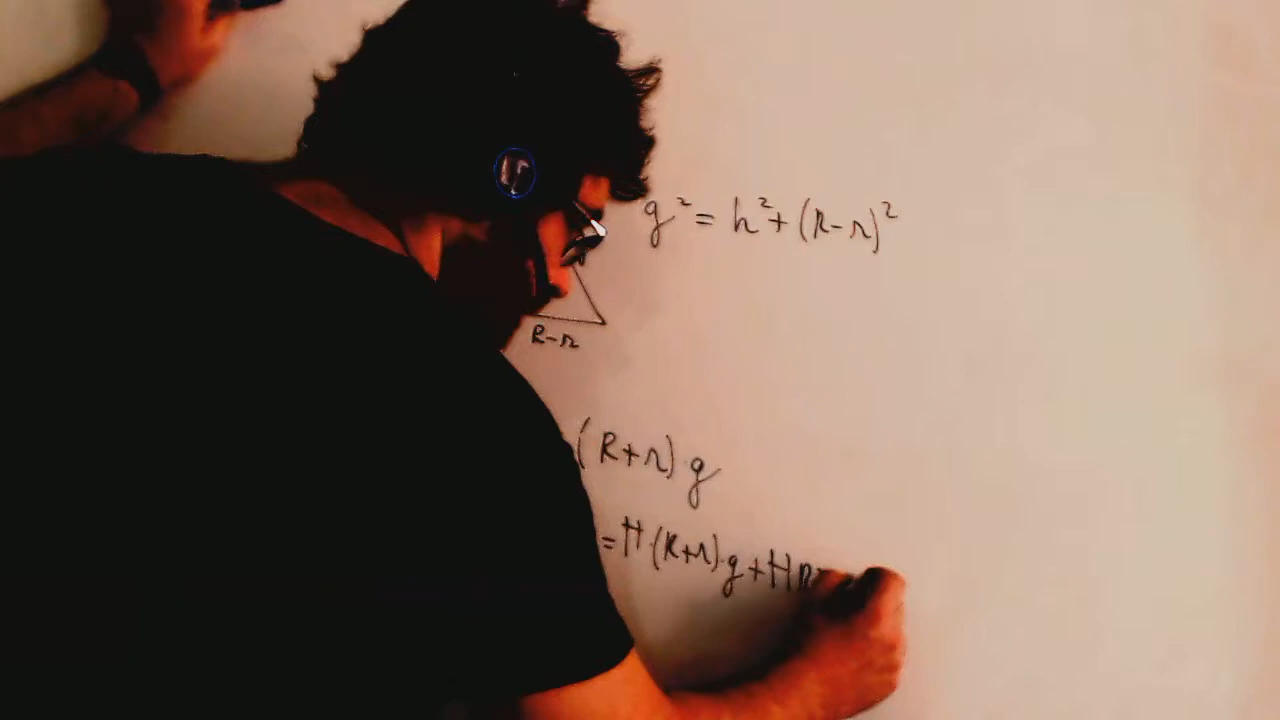 g² = h² + (R-r)²
R-r
(R+r) g
= H (R+r) g + H R